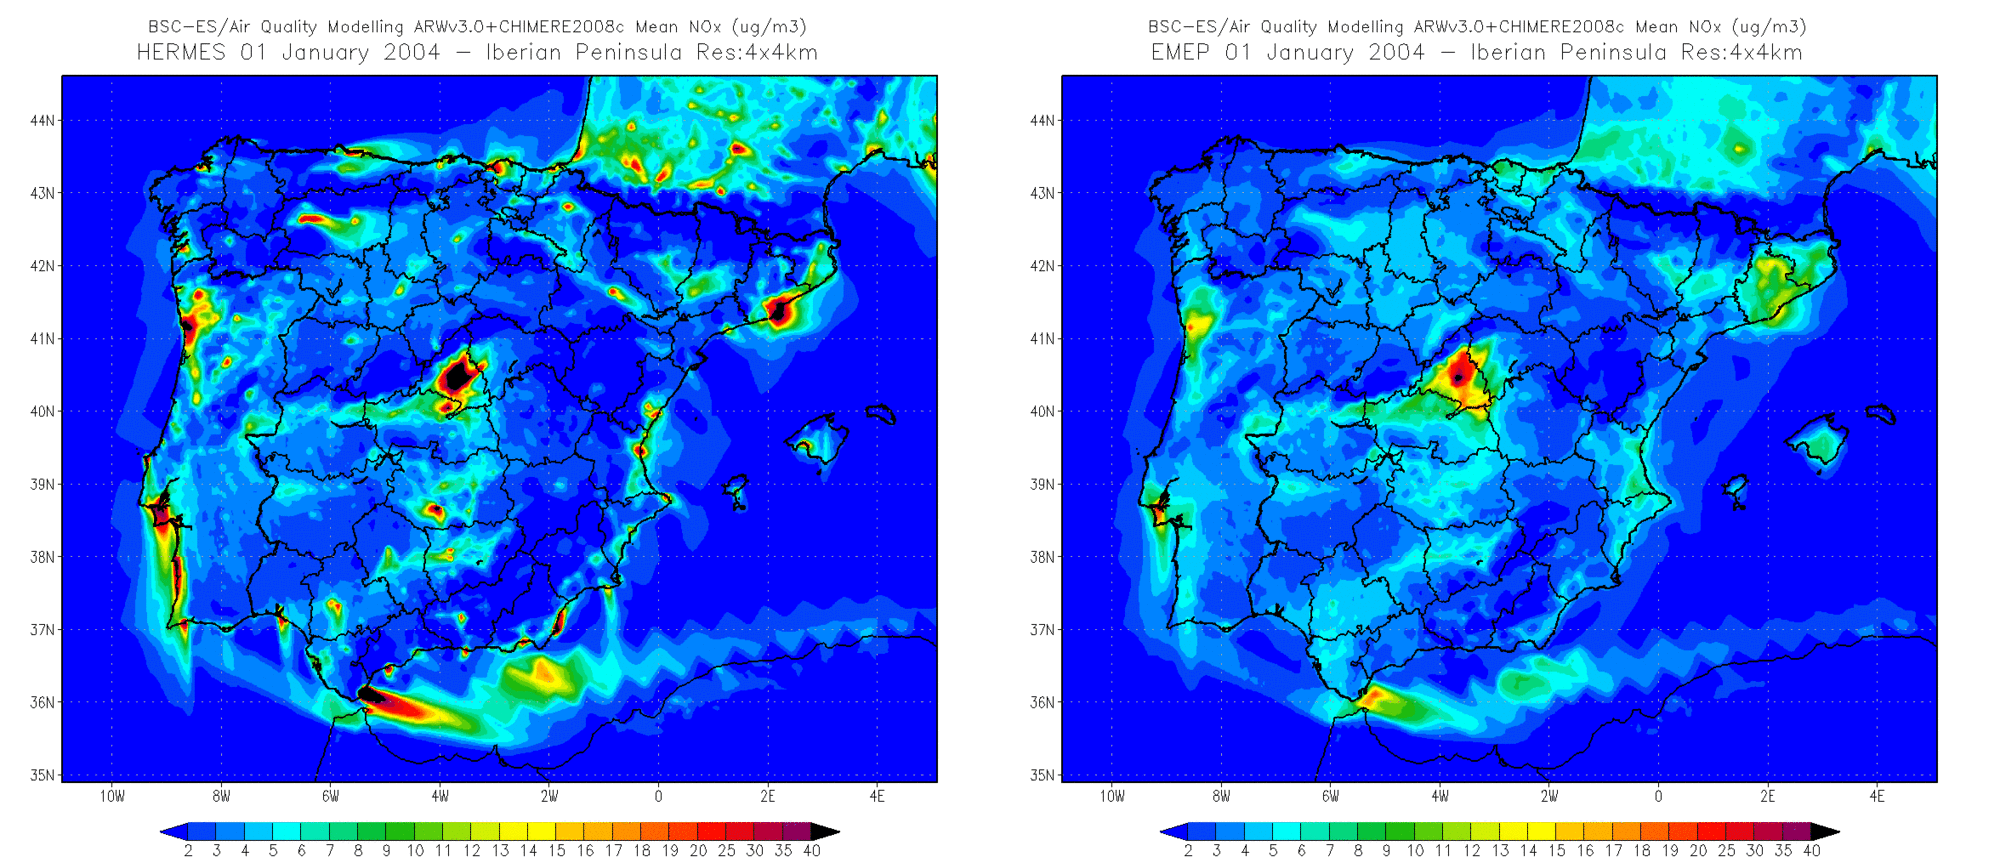 BSC-ES/Air Quality Modelling ARWv3.0+CHIMERE2008c Mean NOx (ug/m3)
HERMES 01 January 2004 - Iberian Peninsula Res:4x4km
44N
43N
42N
41N
40N
39N
38N
37N
36N
35N
10W 8W 6W 4W 2W 0 2E 4E
2 3 4 5 6 7 8 9 10 11 12 13 14 15 16 17 18 19 20 25 30 35 40
BSC-ES/Air Quality Modelling ARWv3.0+CHIMERE2008c Mean NOx (ug/m3)
EMEP 01 January 2004 - Iberian Peninsula Res:4x4km
44N
43N
42N
41N
40N
39N
38N
37N
36N
35N
10W 8W 6W 4W 2W 0 2E 4E
2 3 4 5 6 7 8 9 10 11 12 13 14 15 16 17 18 19 20 25 30 35 40